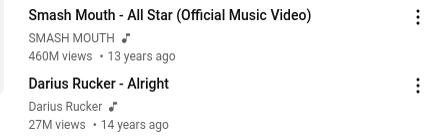 Smash Mouth - All Star (Official Music Video)
SMASH MOUTH
460M views • 13 years ago
Darius Rucker - Alright
Darius Rucker
27M views • 14 years ago